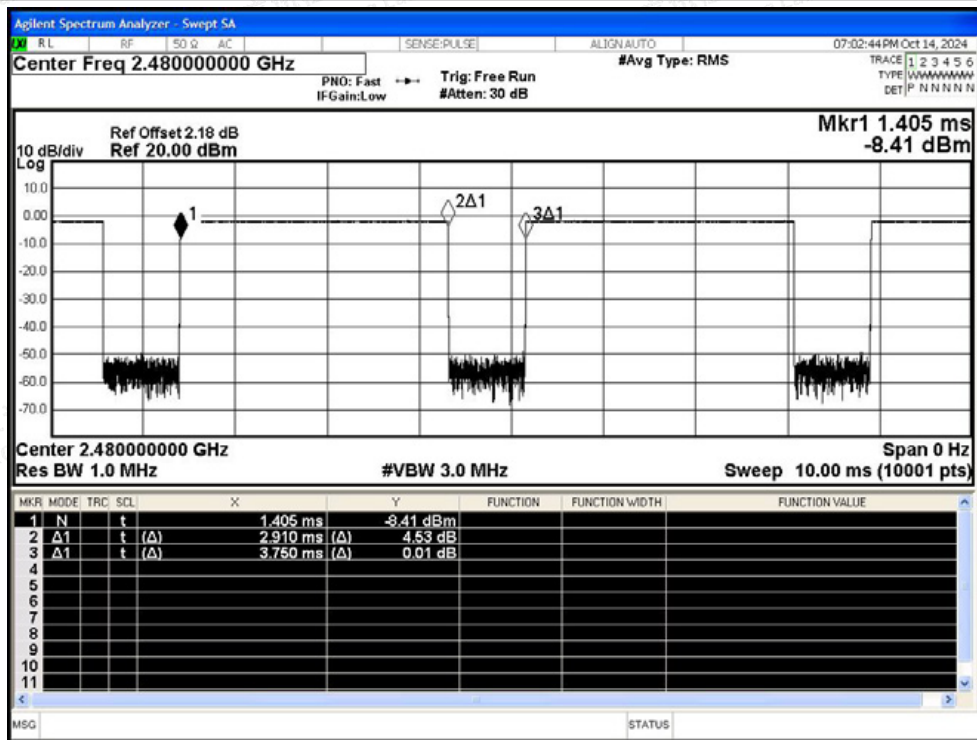 Agilent Spectrum Analyzer - Swept SA
RL RF 50 Ω AC SENSE:PULSE ALIGNAUTO 07:02:44PM Oct 14, 2024
Center Freq 2.480000000 GHz
PNO: Fast
IFGain:Low
Trig: Free Run
#Atten: 30 dB
#Avg Type: RMS
TRACE 1 2 3 4 5 6
TYPE WWWWWWW
DET P N N N N N
Ref Offset 2.18 dB
10 dB/div Ref 20.00 dBm
Log
Mkr1 1.405 ms
-8.41 dBm
10.0
0.00
-10.0
-20.0
-30.0
-40.0
-50.0
-60.0
-70.0
1
2Δ1
3Δ1
Center 2.480000000 GHz Span 0 Hz
Res BW 1.0 MHz #VBW 3.0 MHz Sweep 10.00 ms (10001 pts)
MKR MODE TRC SCL X Y FUNCTION FUNCTION WIDTH FUNCTION VALUE
1 N t 1.405 ms -8.41 dBm
2 Δ1 t (Δ) 2.910 ms (Δ) 4.53 dB
3 Δ1 t (Δ) 3.750 ms (Δ) 0.01 dB
4
5
6
7
8
9
10
11
MSG STATUS